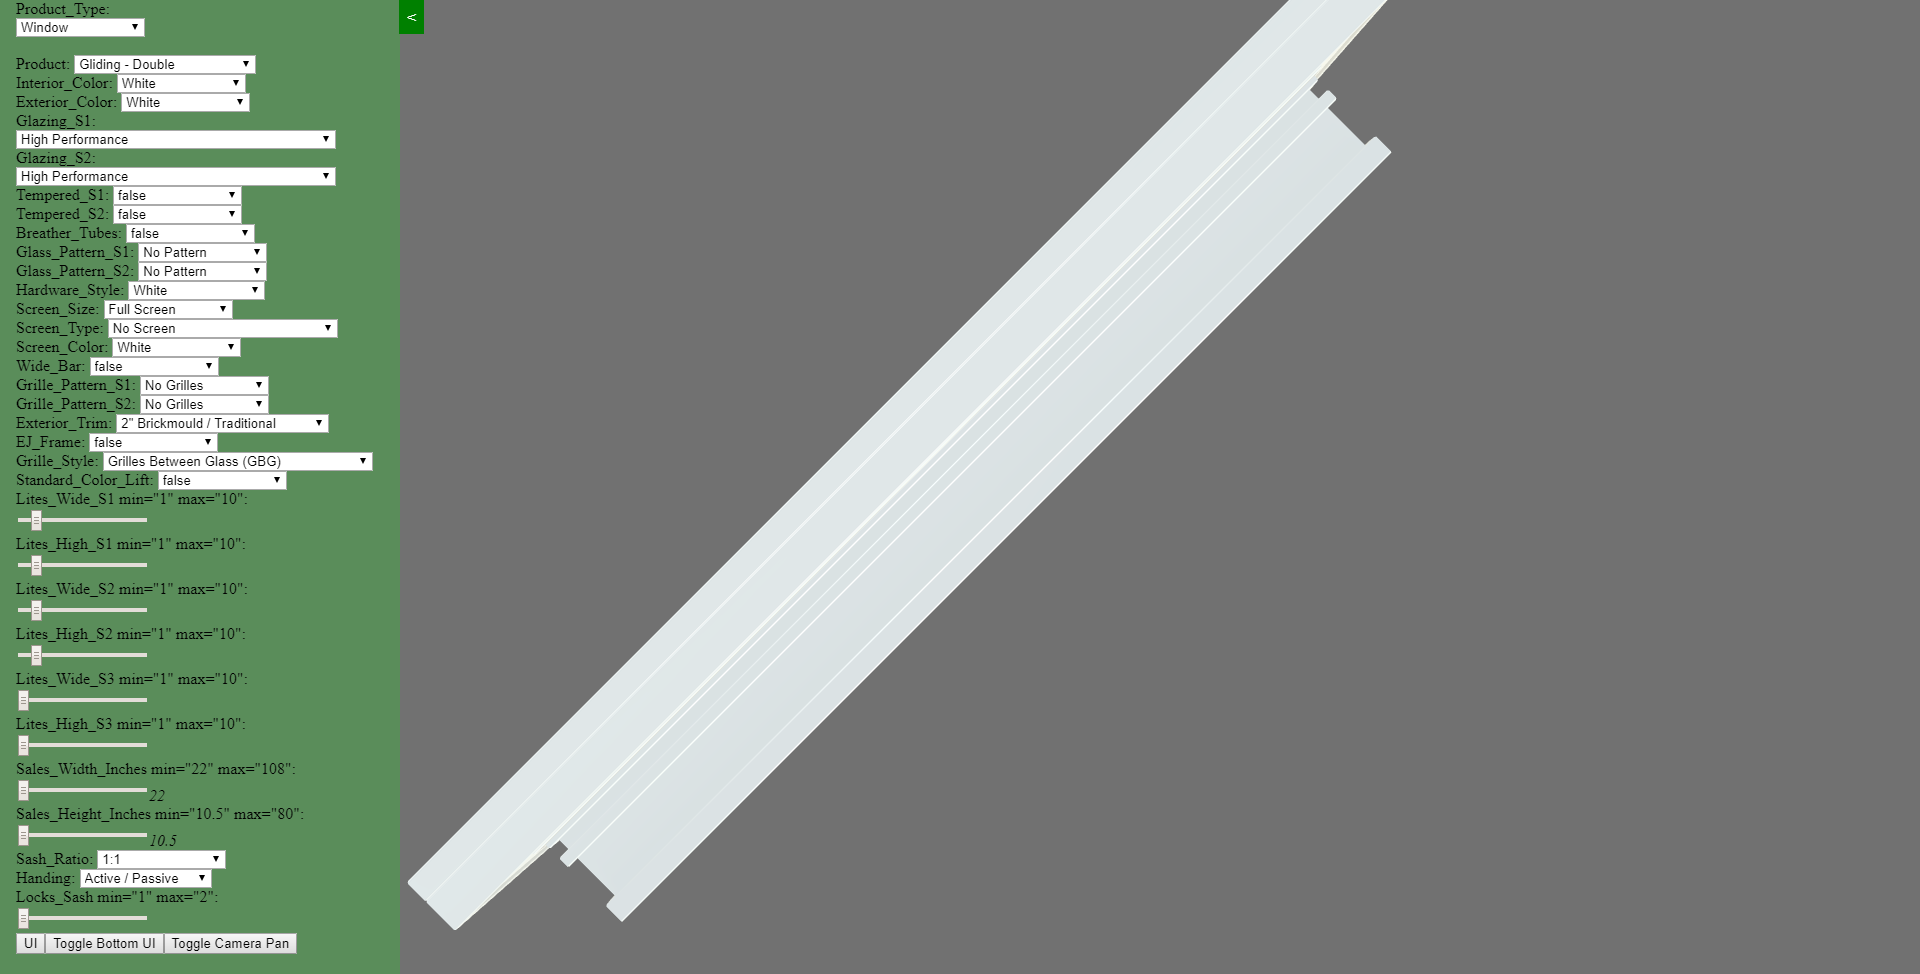 Product_Type:
Window
<
Product: Gliding - Double
Interior_Color: White
Exterior_Color: White
Glazing_S1:
High Performance
Glazing_S2:
High Performance
Tempered_S1: false
Tempered_S2: false
Breather_Tubes: false
Glass_Pattern_S1: No Pattern
Glass_Pattern_S2: No Pattern
Hardware_Style: White
Screen_Size: Full Screen
Screen_Type: No Screen
Screen_Color: White
Wide_Bar: false
Grille_Pattern_S1: No Grilles
Grille_Pattern_S2: No Grilles
Exterior_Trim: 2" Brickmould / Traditional
EJ_Frame: false
Grille_Style: Grilles Between Glass (GBG)
Standard_Color_Lift: false
Lites_Wide_S1 min="1" max="10":
Lites_High_S1 min="1" max="10":
Lites_Wide_S2 min="1" max="10":
Lites_High_S2 min="1" max="10":
Lites_Wide_S3 min="1" max="10":
Lites_High_S3 min="1" max="10":
Sales_Width_Inches min="22" max="108":
22
Sales_Height_Inches min="10.5" max="80":
10.5
Sash_Ratio: 1:1
Handing: Active / Passive
Locks_Sash min="1" max="2":
UI Toggle Bottom UI Toggle Camera Pan